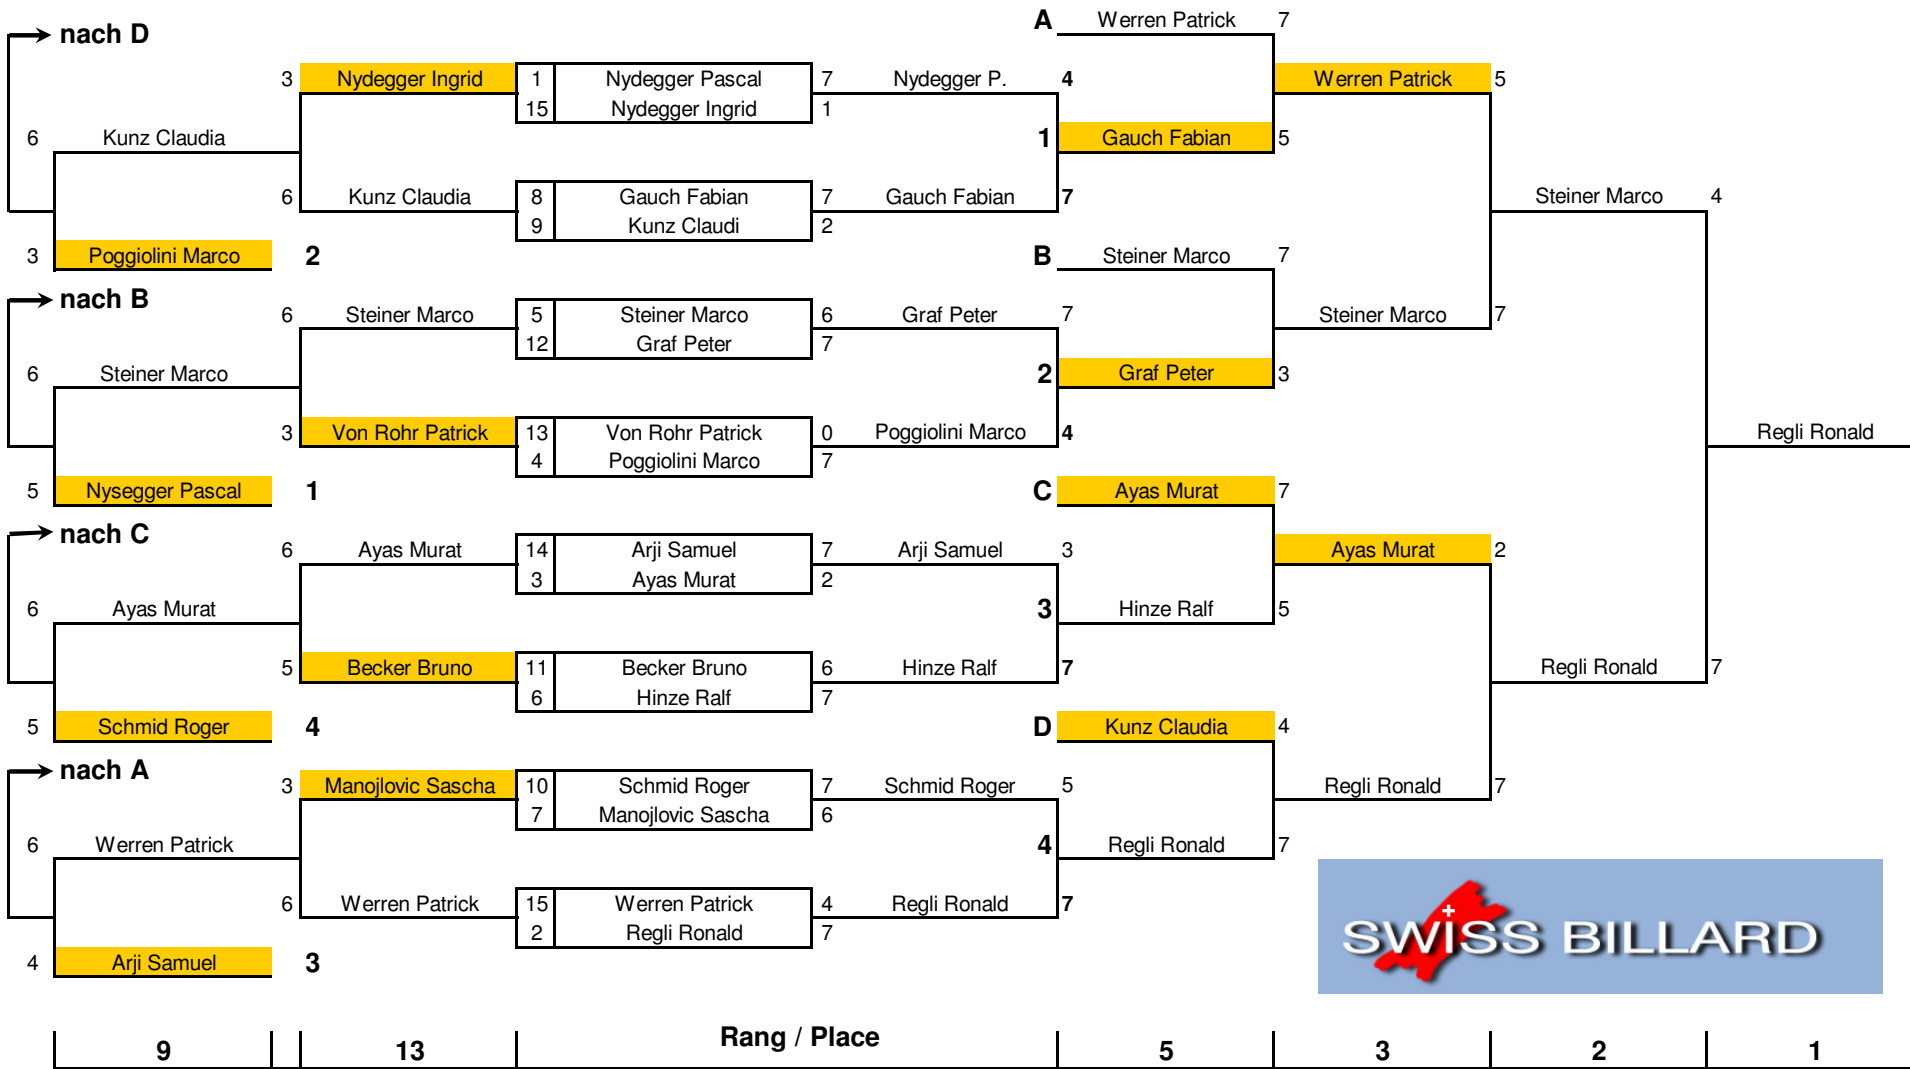 A Werren Patrick 7
nach D
3 Nydegger Ingrid 1 Nydegger Pascal 7 Nydegger P. 4 Werren Patrick 5
15 Nydegger Ingrid 1
6 Kunz Claudia 1 Gauch Fabian 5
6 Kunz Claudia 8 Gauch Fabian 7 Gauch Fabian 7 Steiner Marco 4
9 Kunz Claudi 2
3 Poggiolini Marco 2 B Steiner Marco 7
nach B
6 Steiner Marco 5 Steiner Marco 6 Graf Peter 7 Steiner Marco 7
12 Graf Peter 7
6 Steiner Marco 2 Graf Peter 3
3 Von Rohr Patrick 13 Von Rohr Patrick 0 Poggiolini Marco 4 Regli Ronald
4 Poggiolini Marco 7
5 Nysegger Pascal 1 C Ayas Murat 7
nach C
6 Ayas Murat 14 Arji Samuel 7 Arji Samuel 3 Ayas Murat 2
3 Ayas Murat 2
6 Ayas Murat 3 Hinze Ralf 5
5 Becker Bruno 11 Becker Bruno 6 Hinze Ralf 7 Regli Ronald 7
6 Hinze Ralf 7
5 Schmid Roger 4 D Kunz Claudia 4
nach A
3 Manojlovic Sascha 10 Schmid Roger 7 Schmid Roger 5 Regli Ronald 7
7 Manojlovic Sascha 6
6 Werren Patrick 4 Regli Ronald 7
6 Werren Patrick 15 Werren Patrick 4 Regli Ronald 7
2 Regli Ronald 7
SWiSS BILLARD
4 Arji Samuel 3
9 13 Rang / Place 5 3 2 1